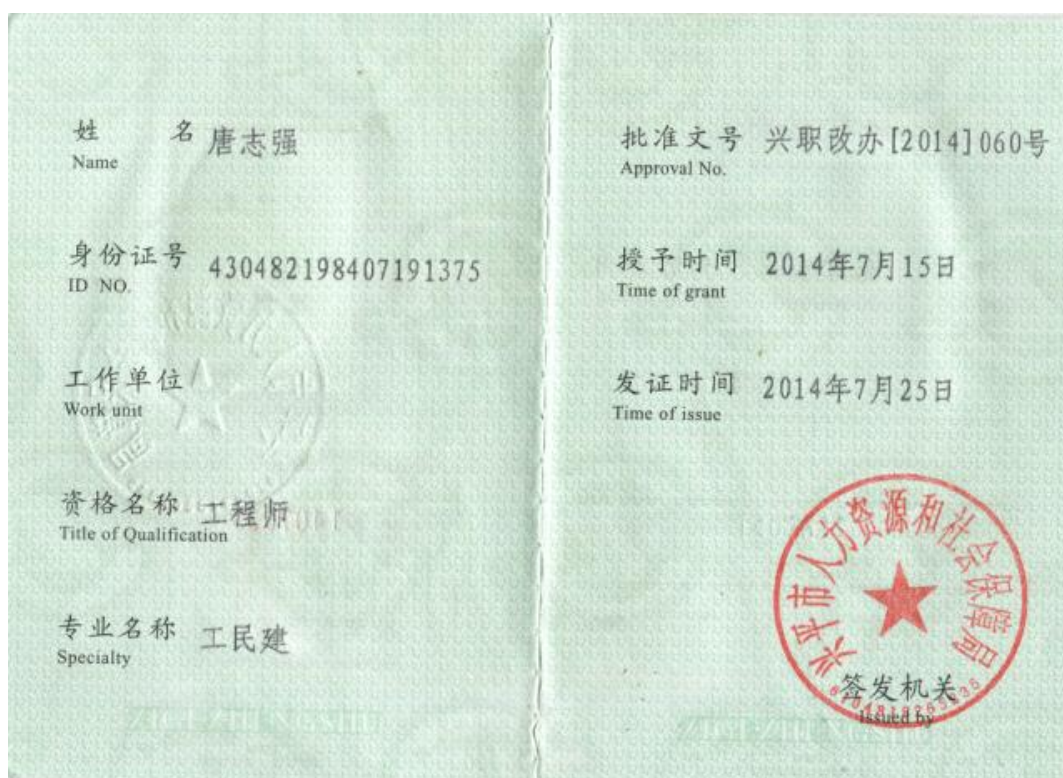 姓 名 唐志强
Name
身份证号 430482198407191375
ID NO.
工作单位
Work unit
资格名称 工程师
Title of Qualification
专业名称 工民建
Specialty
批准文号 兴职改办[2014]060号
Approval No.
授予时间 2014年7月15日
Time of grant
发证时间 2014年7月25日
Time of issue
兴平市人力资源和社会保障局
签发机关
Issued by